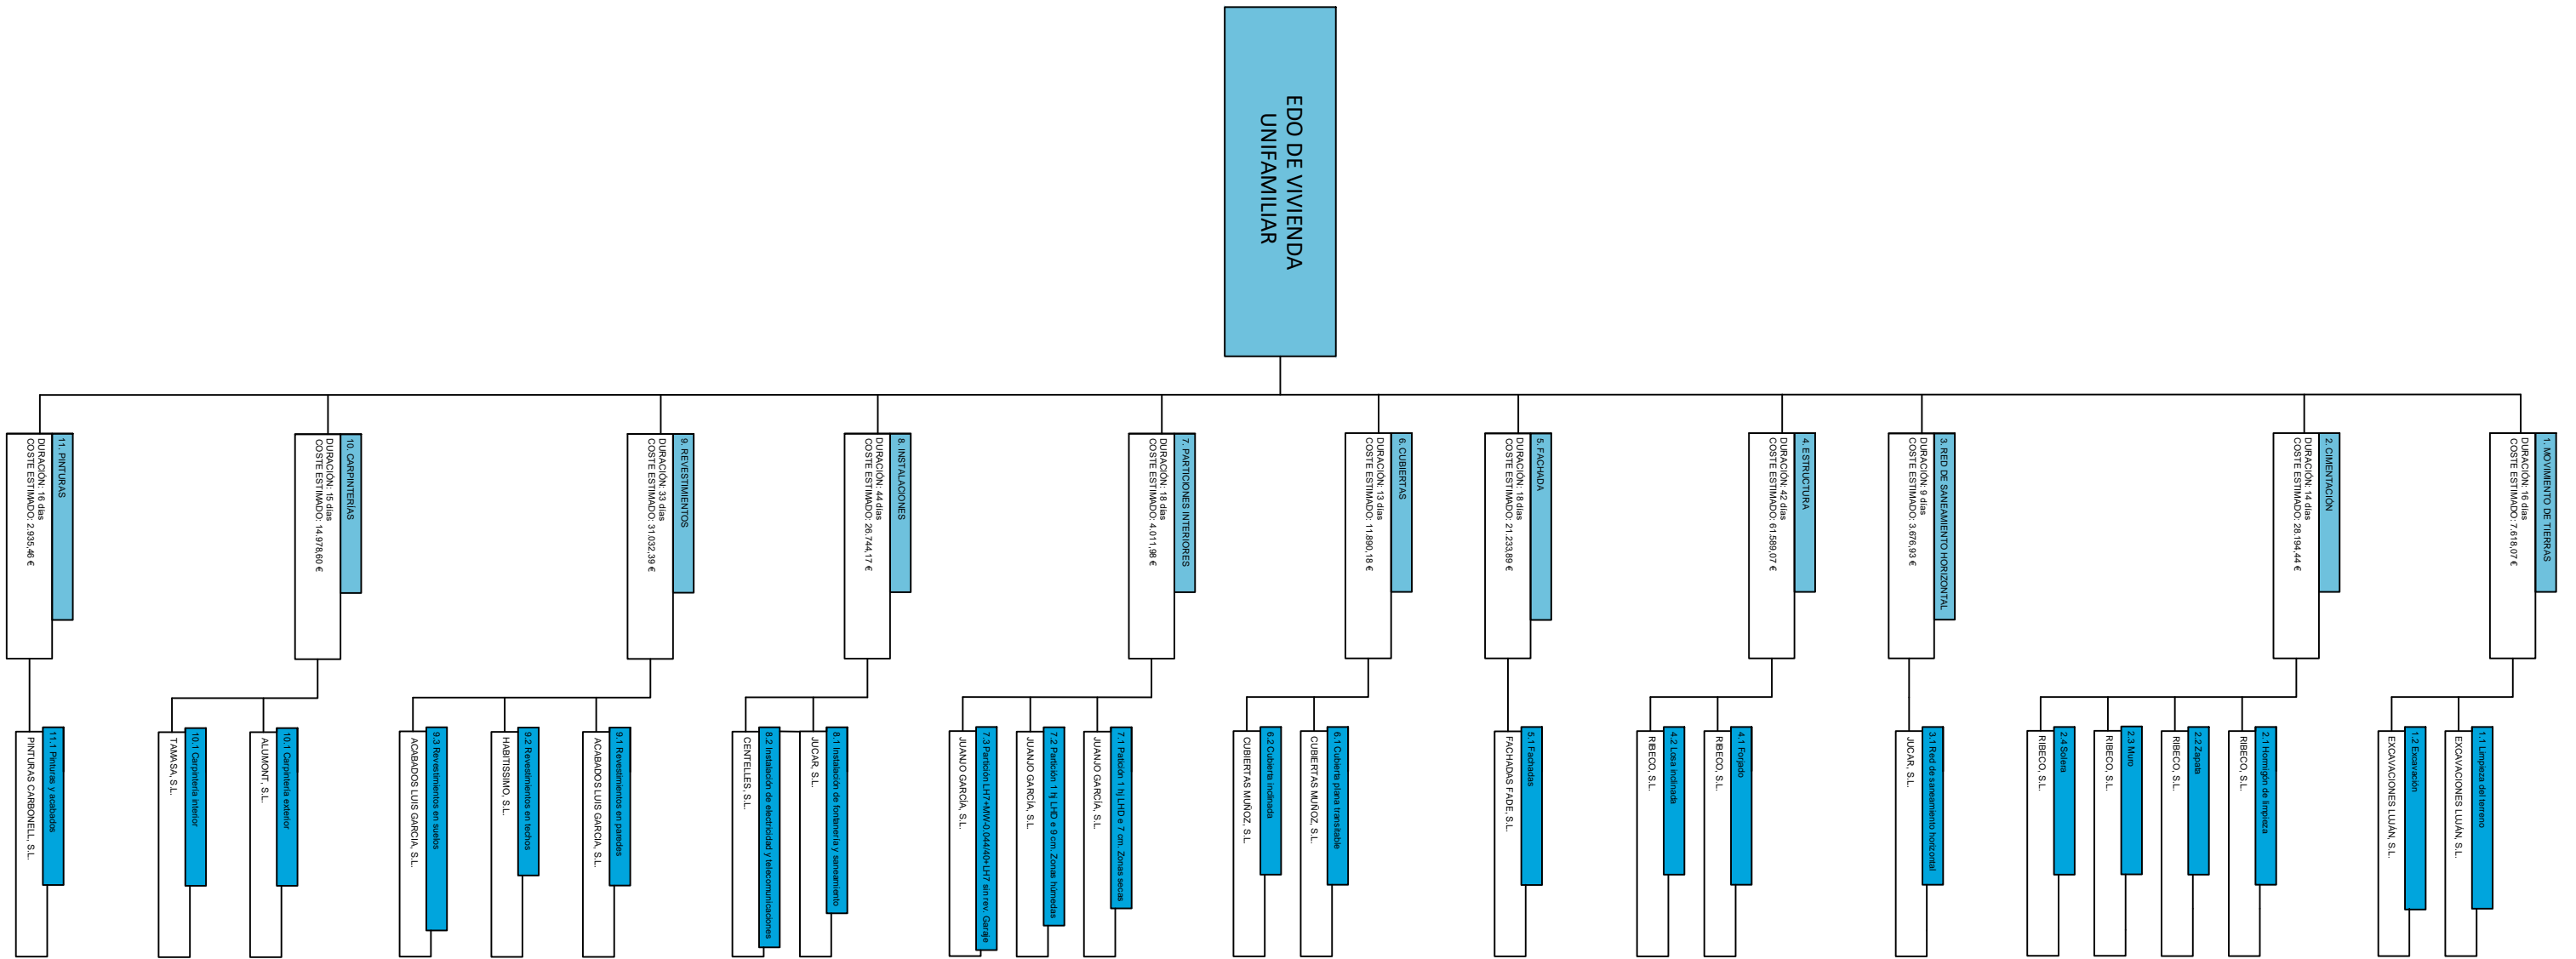 EDO DE VIVIENDA
UNIFAMILIAR
1. MOVIMIENTO DE TIERRAS
DURACIÓN: 16 días
COSTE ESTIMADO: 7.618,07 €
1.1 Limpieza del terreno
EXCAVACIONES LUJÁN, S.L.
1.2 Excavación
EXCAVACIONES LUJÁN, S.L.
2. CIMENTACIÓN
DURACIÓN: 14 días
COSTE ESTIMADO: 28.194,44 €
2.1 Hormigón de limpieza
RIBECO, S.L.
2.2 Zapata
RIBECO, S.L.
2.3 Muro
RIBECO, S.L.
2.4 Solera
RIBECO, S.L.
3. RED DE SANEAMIENTO HORIZONTAL
DURACIÓN: 9 días
COSTE ESTIMADO: 3.676,93 €
3.1 Red de saneamiento horizontal
JUCAR, S.L.
4. ESTRUCTURA
DURACIÓN: 42 días
COSTE ESTIMADO: 61.589,07 €
4.1 Forjado
RIBECO, S.L.
4.2 Losa inclinada
RIBECO, S.L.
5. FACHADA
DURACIÓN: 18 días
COSTE ESTIMADO: 21.233,89 €
5.1 Fachadas
FACHADAS FADE, S.L.
6. CUBIERTAS
DURACIÓN: 13 días
COSTE ESTIMADO: 11.890,18 €
6.1 Cubierta plana transitable
CUBIERTAS MUÑOZ, S.L.
6.2 Cubierta inclinada
CUBIERTAS MUÑOZ, S.L.
7. PARTICIONES INTERIORES
DURACIÓN: 18 días
COSTE ESTIMADO: 4.011,98 €
7.1 Patición 1 hj LHD e 7 cm. Zonas secas
JUANJO GARCÍA, S.L.
7.2 Partición 1 hj LHD e 9 cm. Zonas húmedas
JUANJO GARCÍA, S.L.
7.3 Partición LH7+MW-0.044/40+LH7 sin rev. Garaje
JUANJO GARCÍA, S.L.
8. INSTALACIONES
DURACIÓN: 44 días
COSTE ESTIMADO: 26.744,17 €
8.1 Instalación de fontanería y saneamiento
JUCAR, S.L.
8.2 Instalación de electricidad y telecomunicaciones
CENTELLES, S.L.
9. REVESTIMIENTOS
DURACIÓN: 33 días
COSTE ESTIMADO: 31.032,39 €
9.1 Revestimientos en paredes
ACABADOS LUIS GARCIA, S.L.
9.2 Revestimientos en techos
HABITISSIMO, S.L.
9.3 Revestimientos en suelos
ACABADOS LUIS GARCIA, S.L.
10. CARPINTERÍAS
DURACIÓN: 15 días
COSTE ESTIMADO: 14.978,60 €
10.1 Carpintería exterior
ALUMONT, S.L.
10.1 Carpintería interior
TAMASA, S.L.
11. PINTURAS
DURACIÓN: 16 días
COSTE ESTIMADO: 2.935,46 €
11.1 Pinturas y acabados
PINTURAS CARBONELL, S.L.